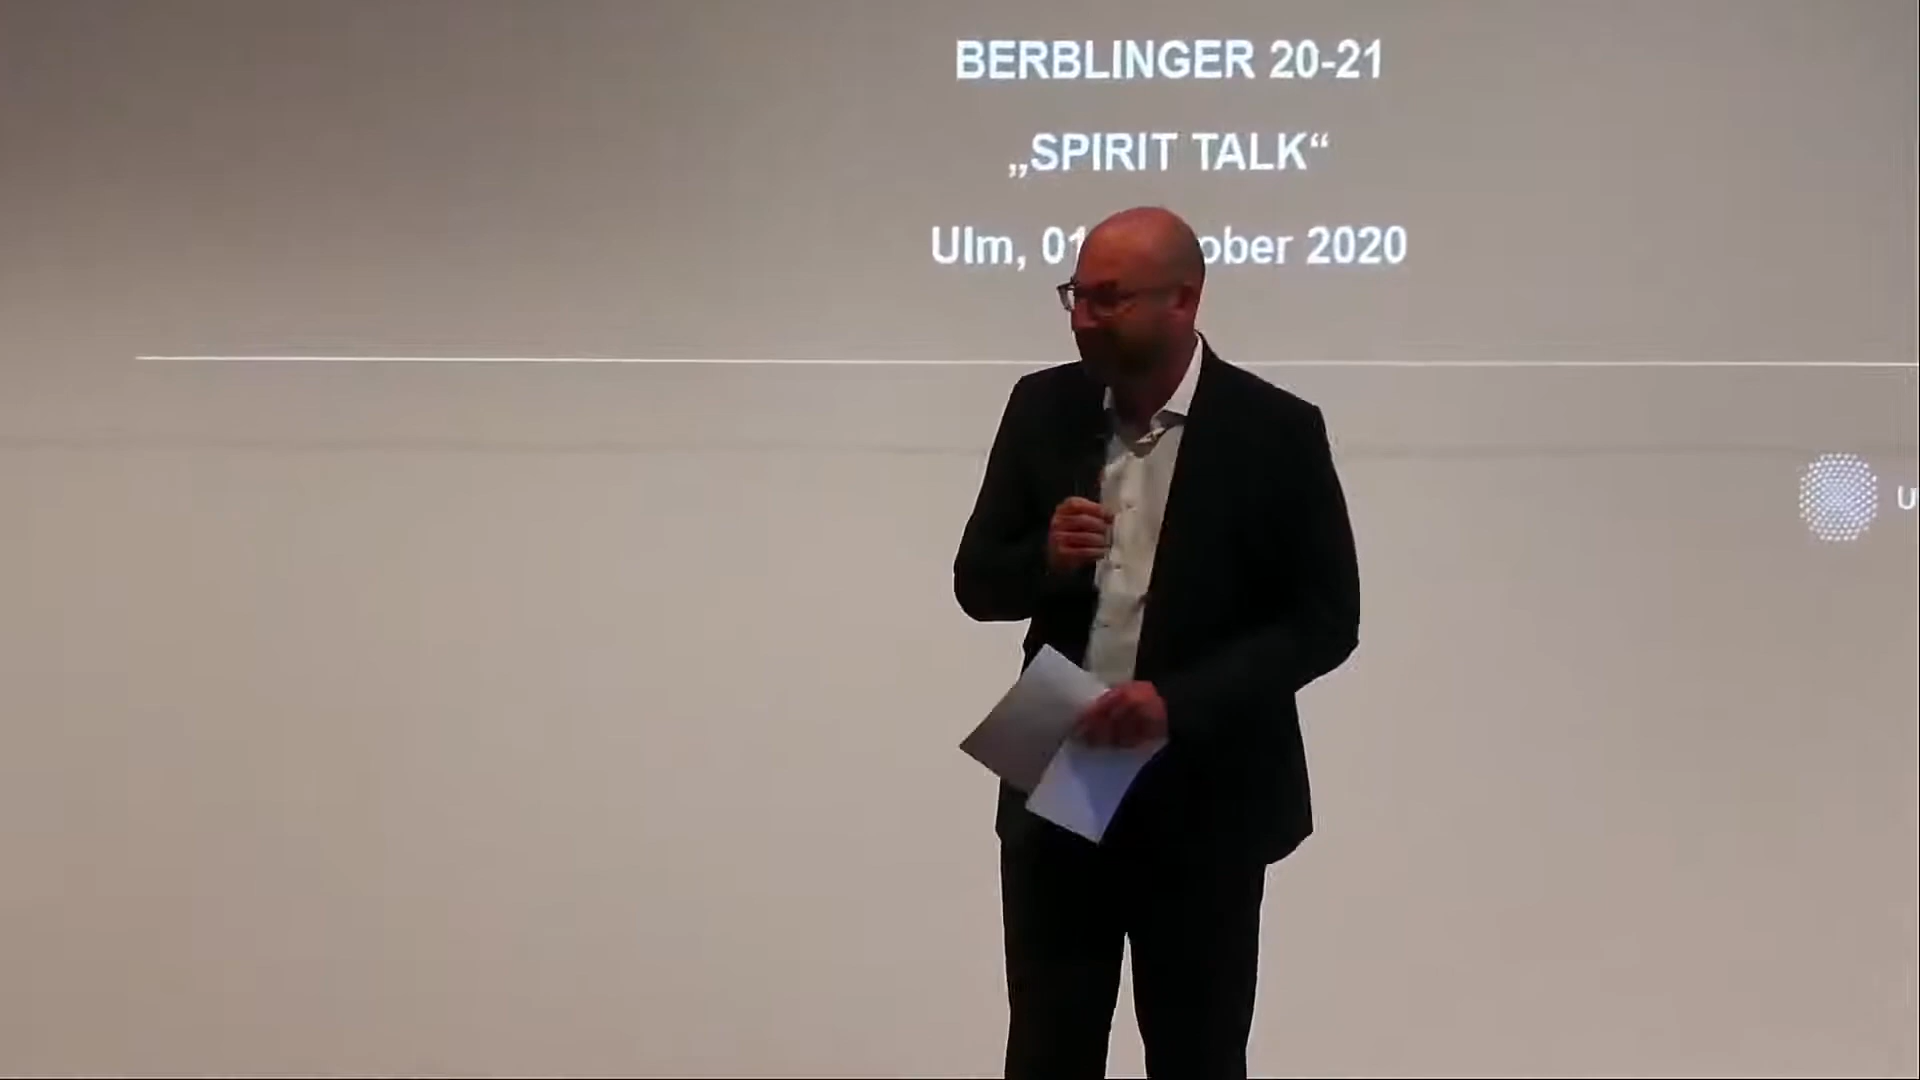 BERBLINGER 20-21
„SPIRIT TALK“
Ulm, 01 ober 2020
U